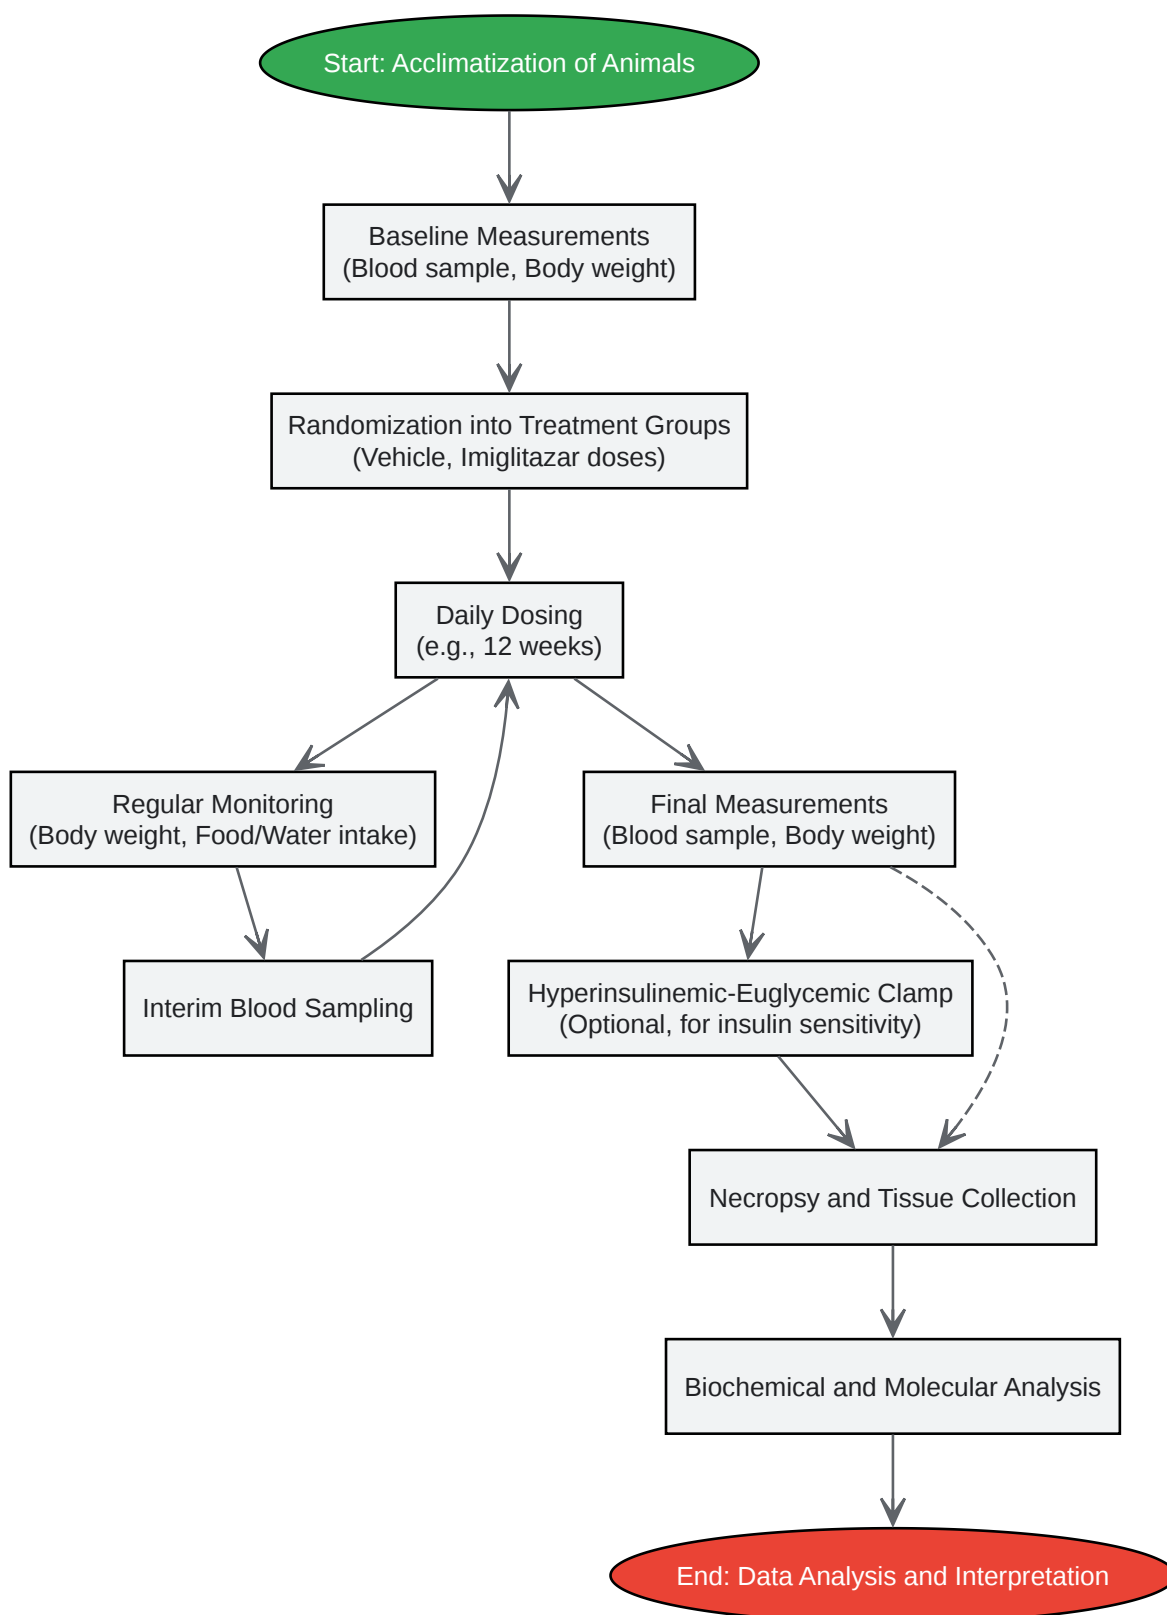 Start: Acclimatization of Animals
Baseline Measurements
(Blood sample, Body weight)
Randomization into Treatment Groups
(Vehicle, Imiglitazar doses)
Daily Dosing
(e.g., 12 weeks)
Regular Monitoring
(Body weight, Food/Water intake)
Final Measurements
(Blood sample, Body weight)
Interim Blood Sampling
Hyperinsulinemic-Euglycemic Clamp
(Optional, for insulin sensitivity)
Necropsy and Tissue Collection
Biochemical and Molecular Analysis
End: Data Analysis and Interpretation